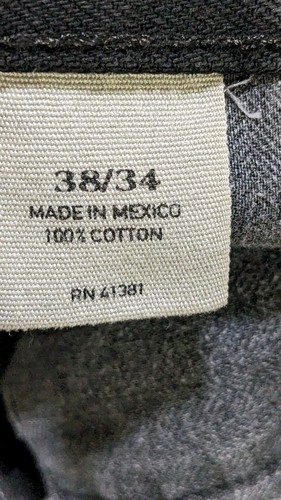 38/34
MADE IN MEXICO
100% COTTON
RN 41381